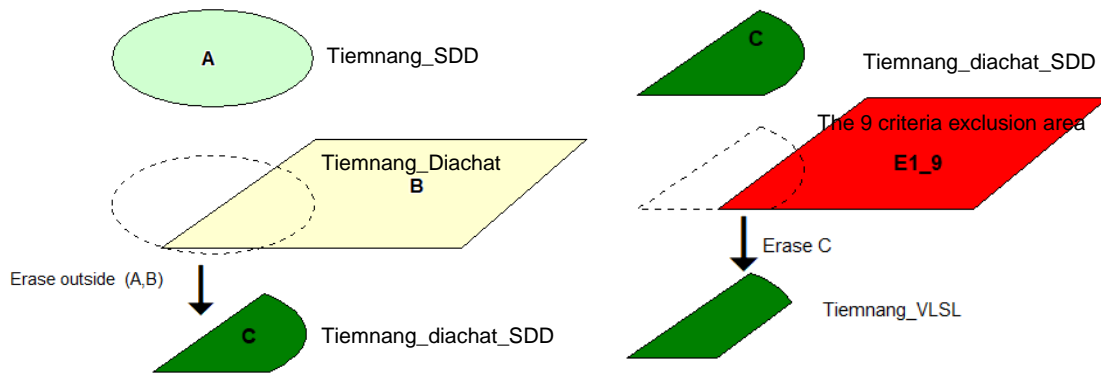 A
Tiemnang_SDD
Tiemnang_Diachat
B
Erase outside (A,B)
C
Tiemnang_diachat_SDD
C
Tiemnang_diachat_SDD
The 9 criteria exclusion area
E1_9
Erase C
Tiemnang_VLSL